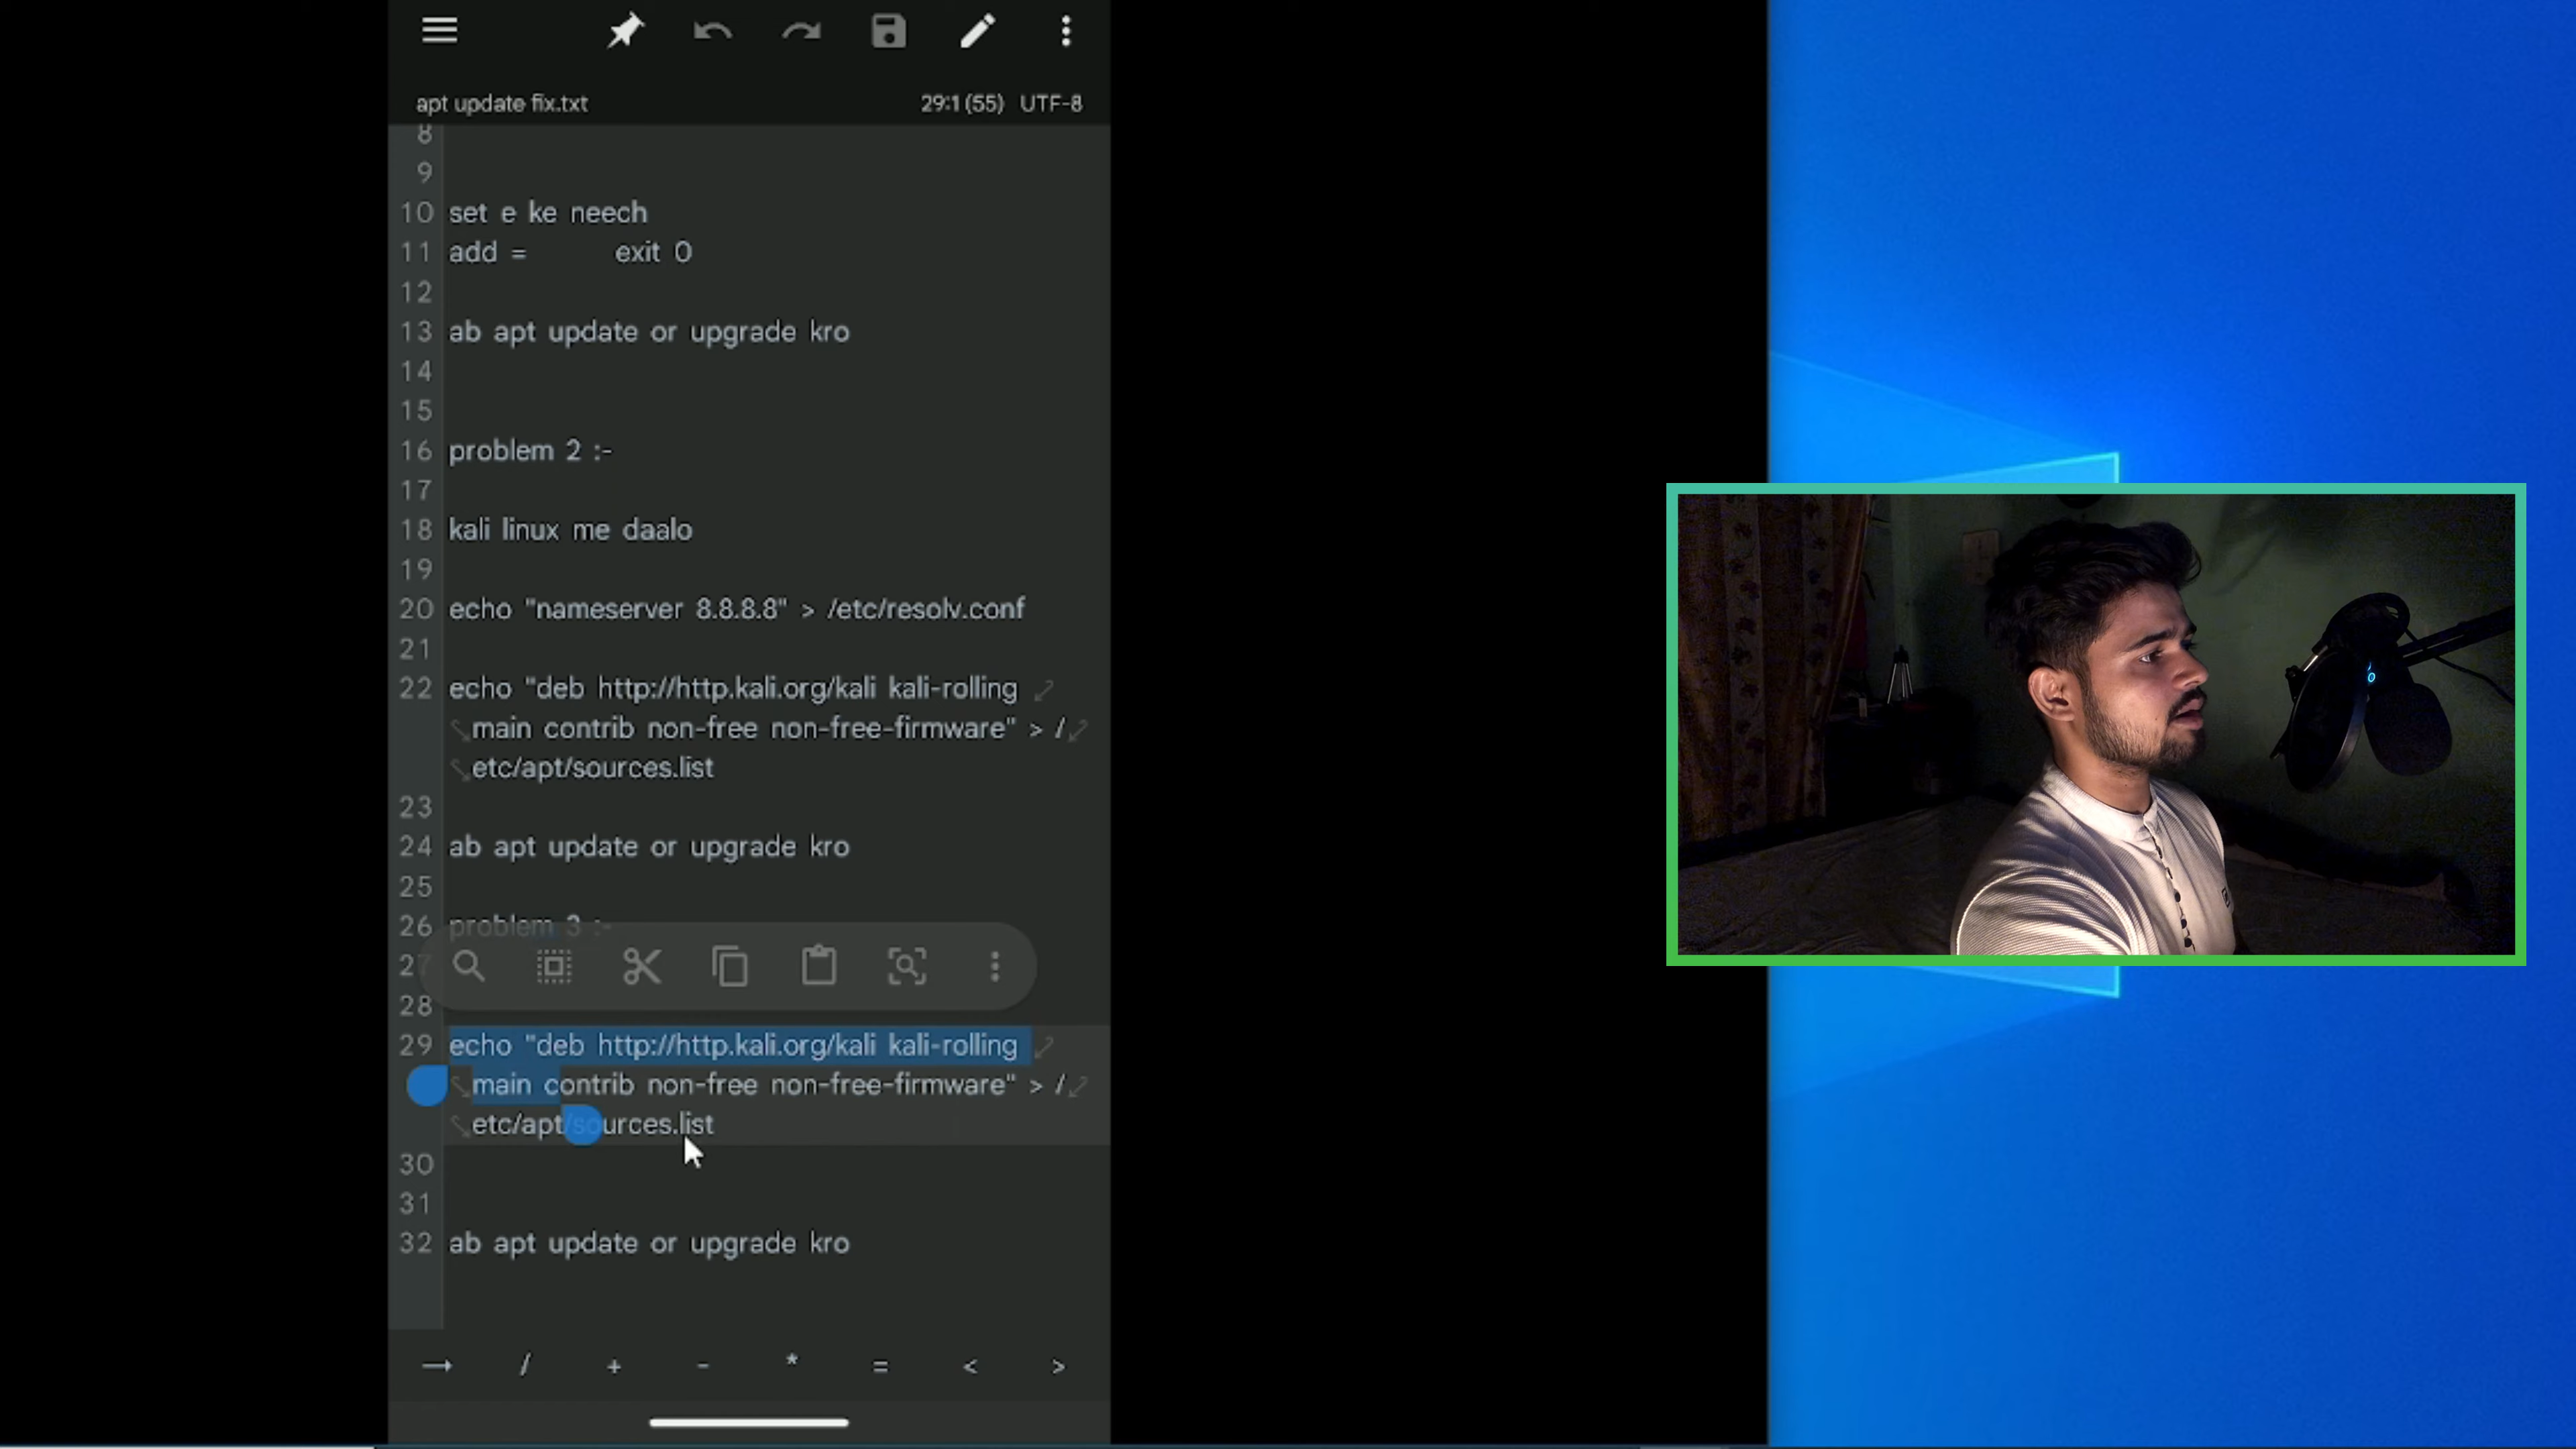 apt update fix.txt 29:1 (55) UTF-8
8
9
10 set e ke neech
11 add = exit 0
12
13 ab apt update or upgrade kro
14
15
16 problem 2 :-
17
18 kali linux me daalo
19
20 echo "nameserver 8.8.8.8" > /etc/resolv.conf
21
22 echo "deb http://http.kali.org/kali kali-rolling
main contrib non-free non-free-firmware" > /
etc/apt/sources.list
23
24 ab apt update or upgrade kro
25
26 problem 3 :-
27
28
29 echo "deb http://http.kali.org/kali kali-rolling
main contrib non-free non-free-firmware" > /
etc/apt/sources.list
30
31
32 ab apt update or upgrade kro
/ + - * = < >